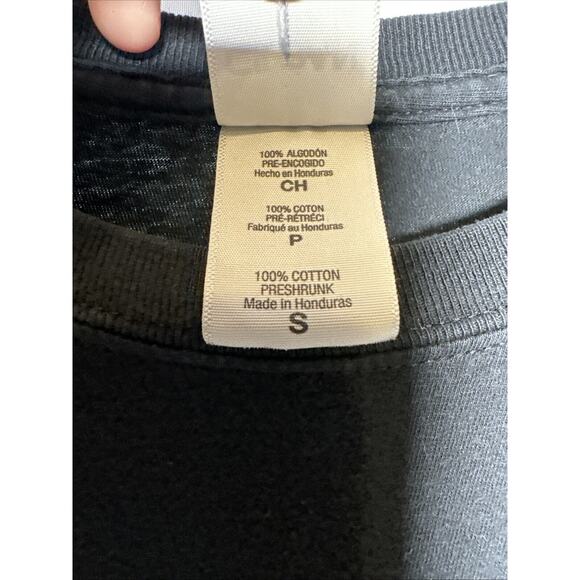 100% ALGODÓN
PRE-ENCOGIDO
Hecho en Honduras
CH
100% COTON
PRÉ-RÉTRÉCI
Fabriqué au Honduras
P
100% COTTON
PRESHRUNK
Made in Honduras
S